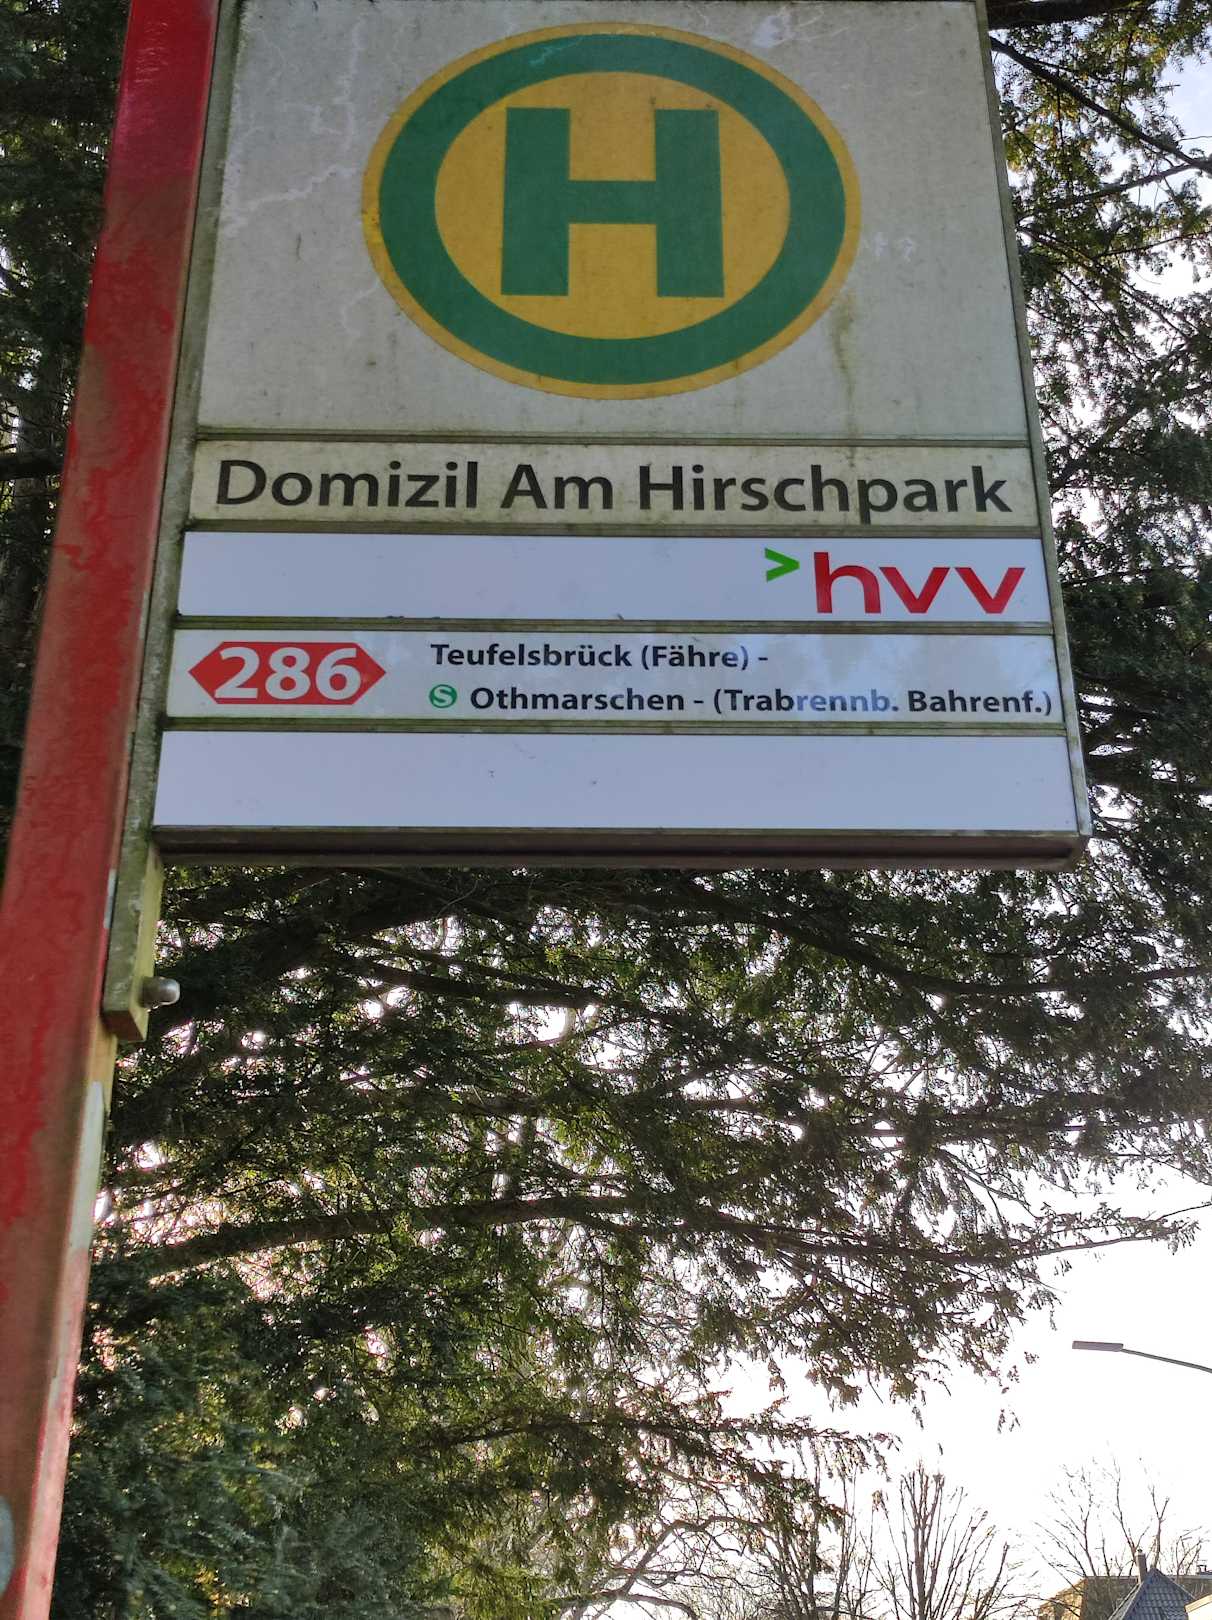 H
Domizil Am Hirschpark
>hvv
286 Teufelsbrück (Fähre) -
S Othmarschen - (Trabrennb. Bahrenf.)